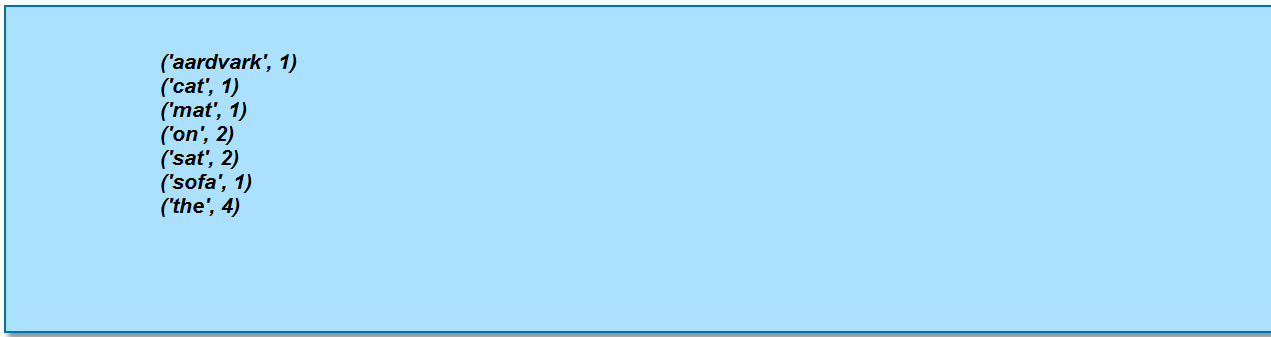 ('aardvark', 1)
('cat', 1)
('mat', 1)
('on', 2)
('sat', 2)
('sofa', 1)
('the', 4)